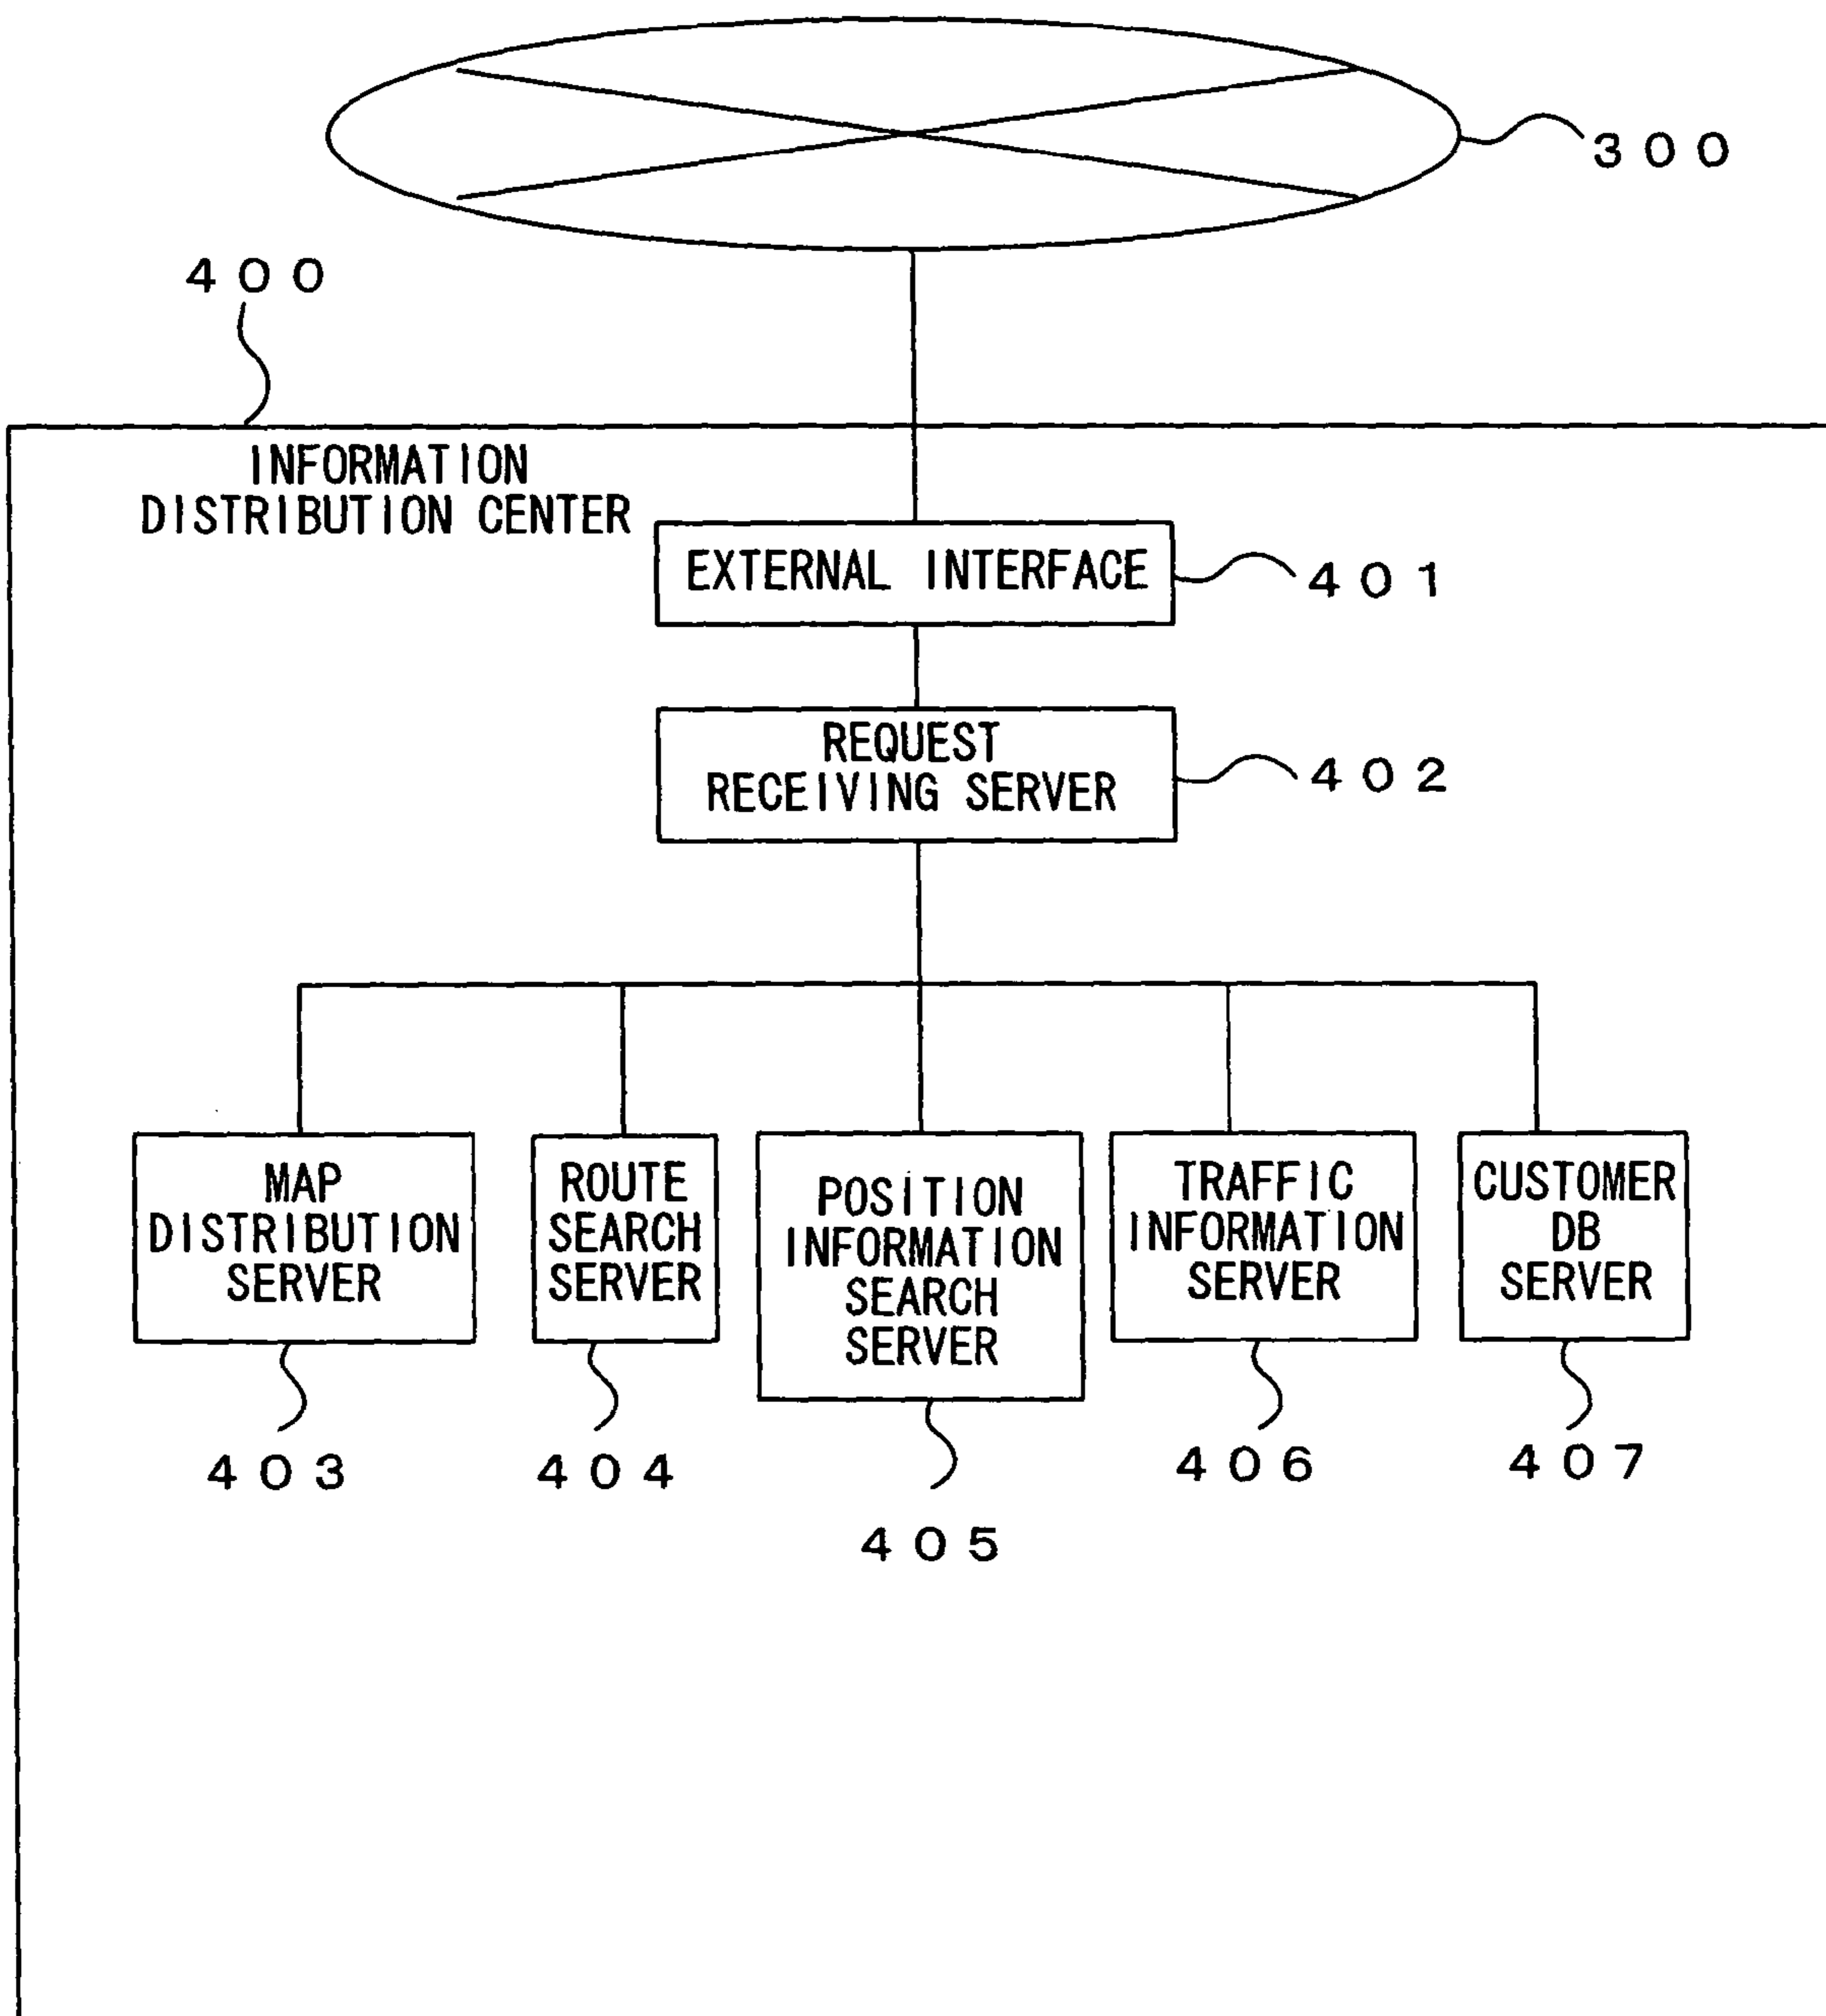 300
400
INFORMATION
DISTRIBUTION CENTER
EXTERNAL INTERFACE
401
REQUEST
RECEIVING SERVER
402
MAP
DISTRIBUTION
SERVER
ROUTE
SEARCH
SERVER
POSITION
INFORMATION
SEARCH
SERVER
TRAFFIC
INFORMATION
SERVER
CUSTOMER
DB
SERVER
403
404
405
406
407